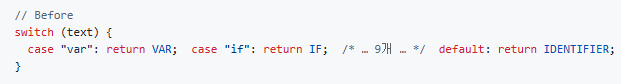 // Before
switch (text) {
  case "var": return VAR;  case "if": return IF;  /* … 9개 … */  default: return IDENTIFIER;
}